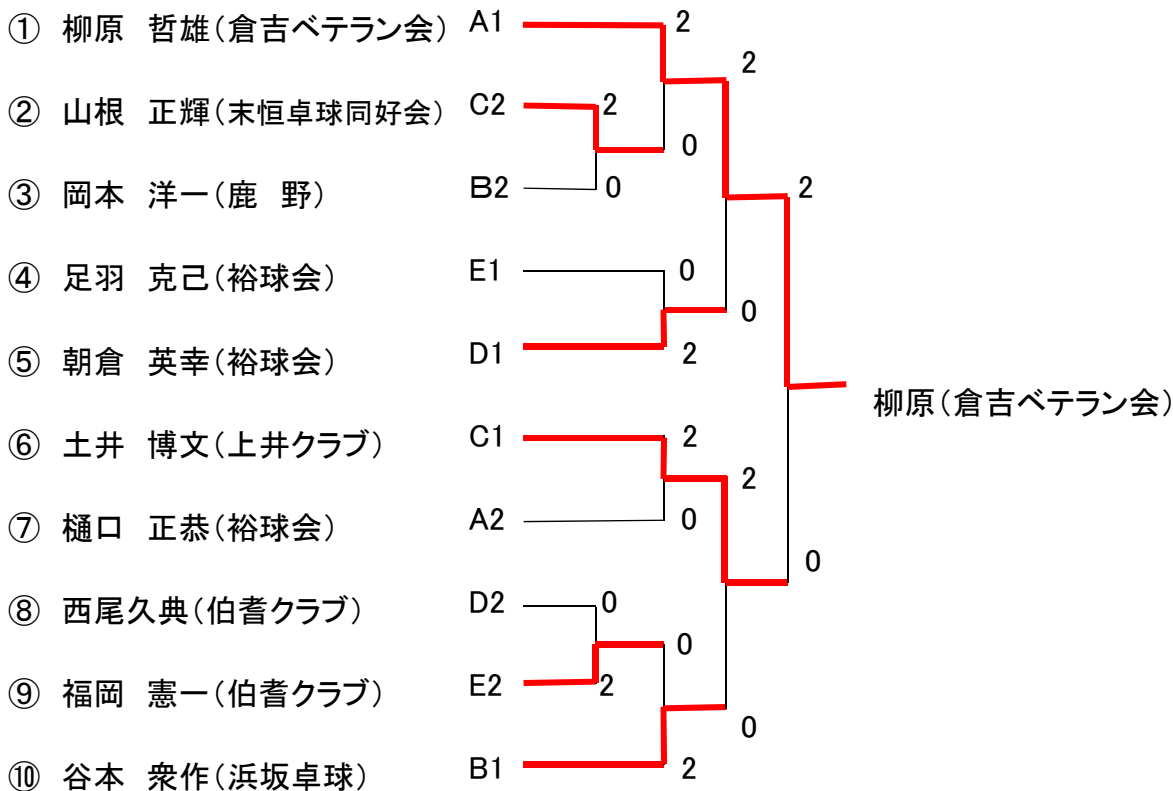 ① 柳原 哲雄(倉吉ベテラン会) A1 2
2
② 山根 正輝(末恒卓球同好会) C2 2
0
③ 岡本 洋一(鹿 野) B2 0 2
④ 足羽 克己(裕球会) E1 0
0
⑤ 朝倉 英幸(裕球会) D1 2
柳原(倉吉ベテラン会)
⑥ 土井 博文(上井クラブ) C1 2
2
⑦ 樋口 正恭(裕球会) A2 0
0
⑧ 西尾久典(伯耆クラブ) D2 0
0
⑨ 福岡 憲一(伯耆クラブ) E2 2
0
⑩ 谷本 衆作(浜坂卓球) B1 2